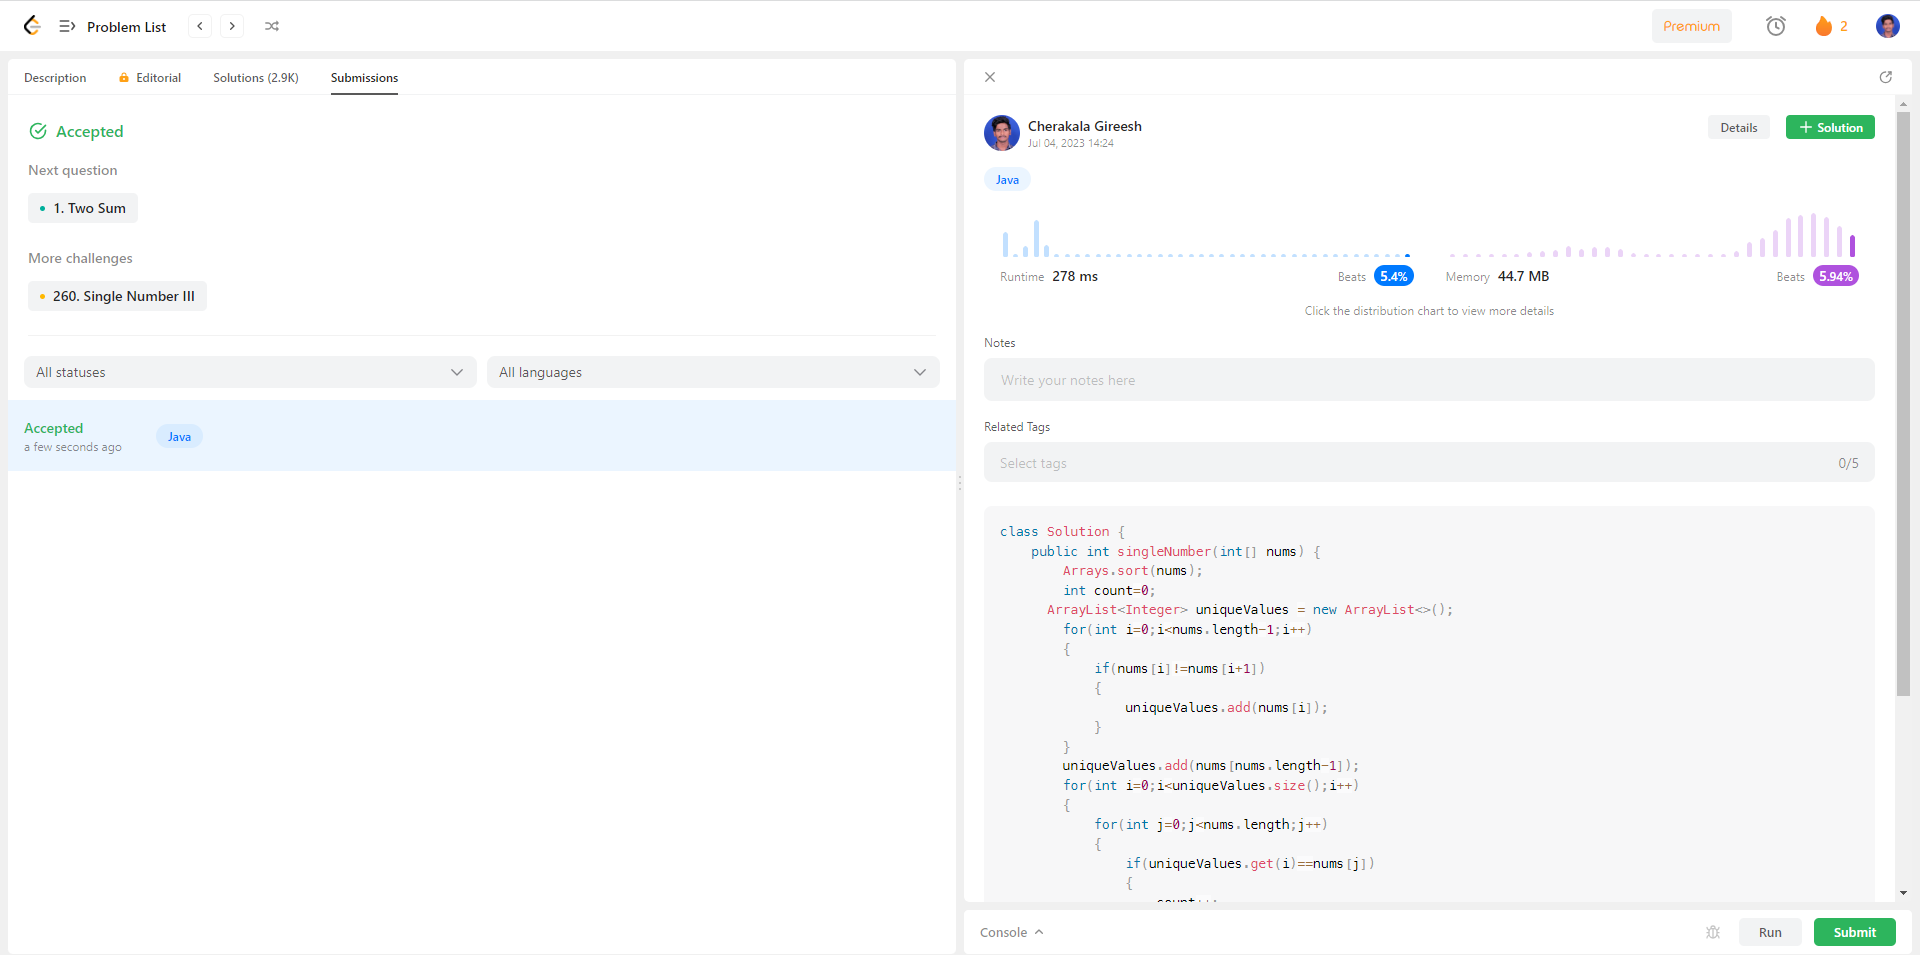 Problem List
Premium
2
Description
Editorial
Solutions (2.9K)
Submissions
Accepted
Next question
1. Two Sum
More challenges
260. Single Number III
All statuses
All languages
Accepted
a few seconds ago
Java
Cherakala Gireesh
Jul 04, 2023 14:24
Details
Solution
Java
Runtime 278 ms
Beats 5.4%
Memory 44.7 MB
Beats 5.94%
Click the distribution chart to view more details
Notes
Write your notes here
Related Tags
Select tags
0/5
class Solution {
    public int singleNumber(int[] nums) {
        Arrays.sort(nums);
        int count=0;
      ArrayList<Integer> uniqueValues = new ArrayList<>();
        for(int i=0;i<nums.length-1;i++)
        {
            if(nums[i]!=nums[i+1])
            {
                uniqueValues.add(nums[i]);
            }
        }
        uniqueValues.add(nums[nums.length-1]);
        for(int i=0;i<uniqueValues.size();i++)
        {
            for(int j=0;j<nums.length;j++)
            {
                if(uniqueValues.get(i)==nums[j])
                {
Console
Run
Submit